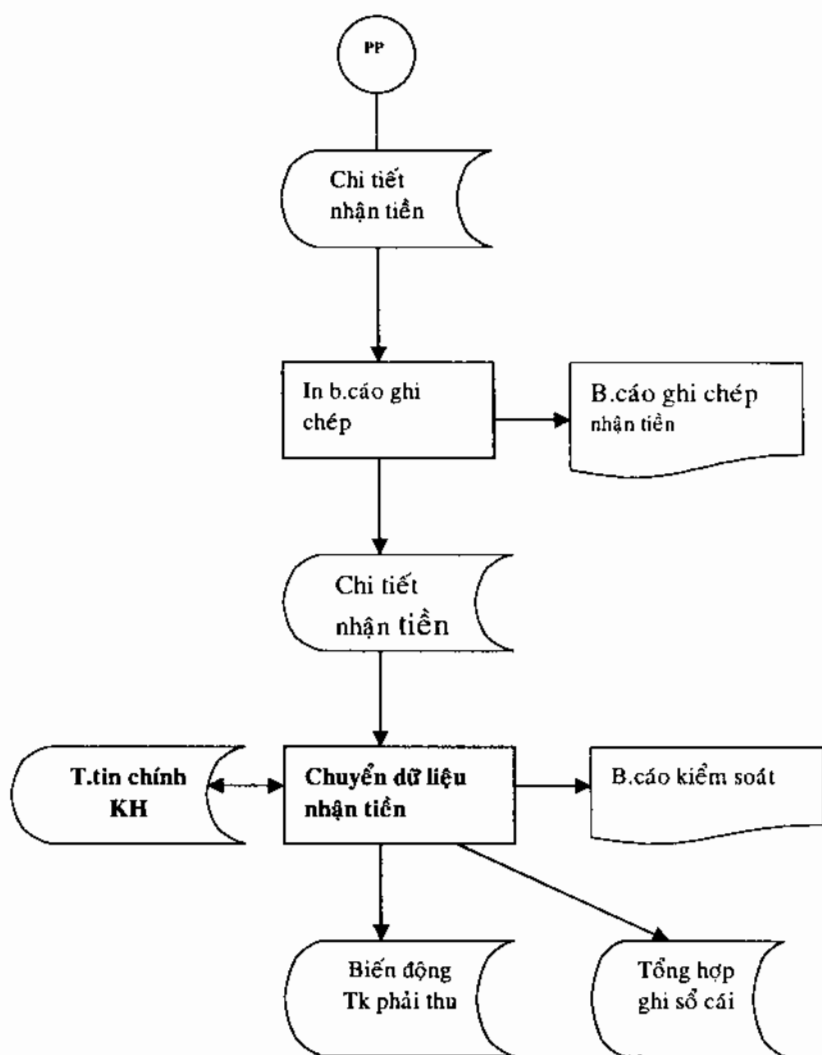 PP
Chi tiết
nhận tiền
In b.cáo ghi
chép
B.cáo ghi chép
nhận tiền
Chi tiết
nhận tiền
T.tin chính
KH
Chuyển dữ liệu
nhận tiền
B.cáo kiểm soát
Biến động
Tk phải thu
Tổng hợp
ghi sổ cái